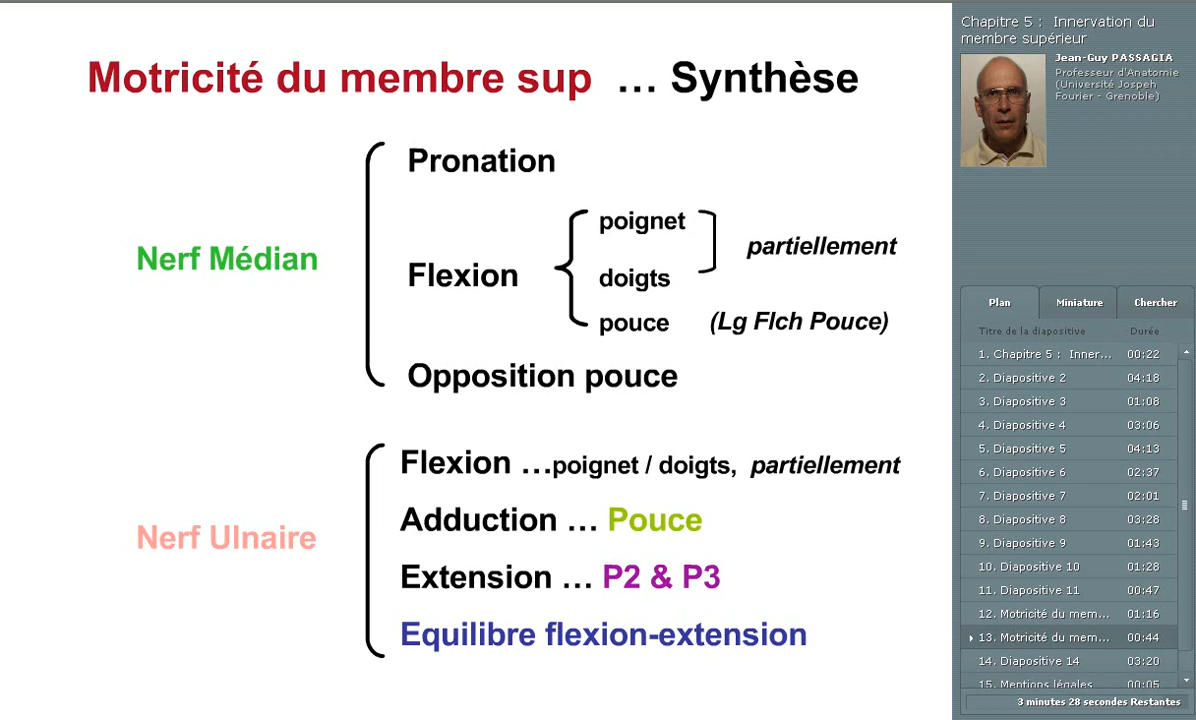 Motricité du membre sup … Synthèse
Nerf Médian
Pronation
Flexion
poignet
doigts
partiellement
pouce (Lg Flch Pouce)
Opposition pouce
Nerf Ulnaire
Flexion …poignet / doigts, partiellement
Adduction … Pouce
Extension … P2 & P3
Equilibre flexion-extension
Chapitre 5 : Innervation du
membre supérieur
Jean-Guy PASSAGIA
Professeur d'Anatomie
(Université Jospeh
Fourier - Grenoble)
Plan Miniature Chercher
Titre de la diapositive Durée
1. Chapitre 5 : Inner... 00:22
2. Diapositive 2 04:18
3. Diapositive 3 01:08
4. Diapositive 4 03:06
5. Diapositive 5 04:13
6. Diapositive 6 02:37
7. Diapositive 7 02:01
8. Diapositive 8 03:28
9. Diapositive 9 01:43
10. Diapositive 10 01:28
11. Diapositive 11 00:47
12. Motricité du mem... 01:16
13. Motricité du mem... 00:44
14. Diapositive 14 03:20
15. Mentions légales 00:05
3 minutes 28 secondes Restantes